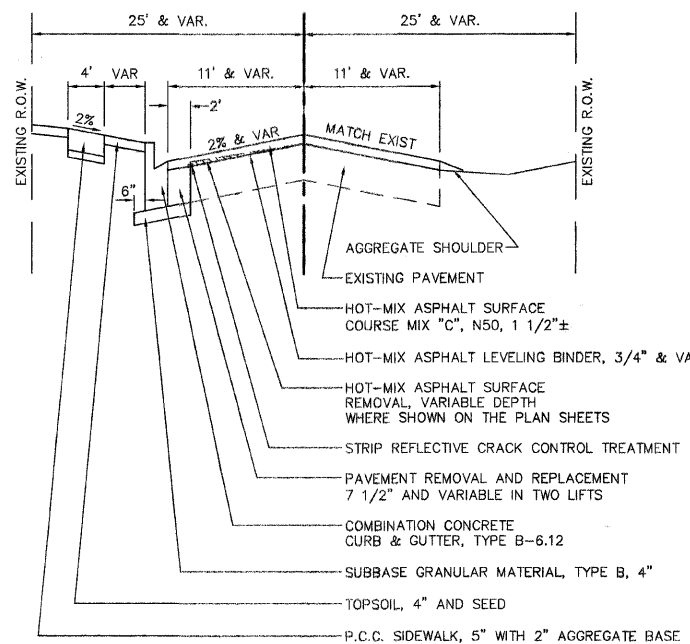 25' & VAR. 25' & VAR.
4' VAR 11' & VAR. 11' & VAR.
2'
EXISTING R.O.W.
2%
2% & VAR
MATCH EXIST
EXISTING R.O.W.
6"
AGGREGATE SHOULDER
EXISTING PAVEMENT
HOT-MIX ASPHALT SURFACE
COURSE MIX "C", N50, 1 1/2"±
HOT-MIX ASPHALT LEVELING BINDER, 3/4" & VA
HOT-MIX ASPHALT SURFACE
REMOVAL, VARIABLE DEPTH
WHERE SHOWN ON THE PLAN SHEETS
STRIP REFLECTIVE CRACK CONTROL TREATMENT
PAVEMENT REMOVAL AND REPLACEMENT
7 1/2" AND VARIABLE IN TWO LIFTS
COMBINATION CONCRETE
CURB & GUTTER, TYPE B-6.12
SUBBASE GRANULAR MATERIAL, TYPE B, 4"
TOPSOIL, 4" AND SEED
P.C.C. SIDEWALK, 5" WITH 2" AGGREGATE BASE